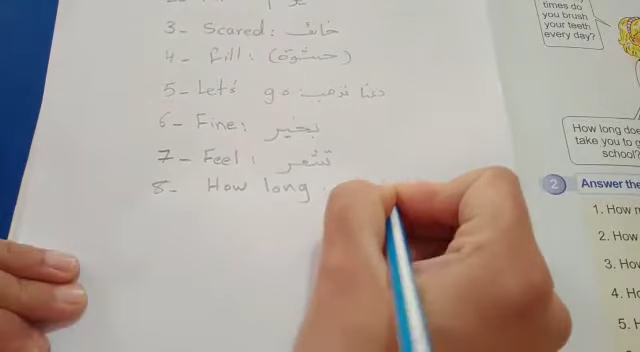 3- Scared: خائف
4- fill: (حشوة)
5- Let's go دعنا نذهب
6- Fine: بخير
7- Feel: تشعر
8- How long :
times do
you brush
your teeth
every day?
How long doe
take you to g
school?
2 Answer the
1. How
2. How
3. How
4. Ho
5. H